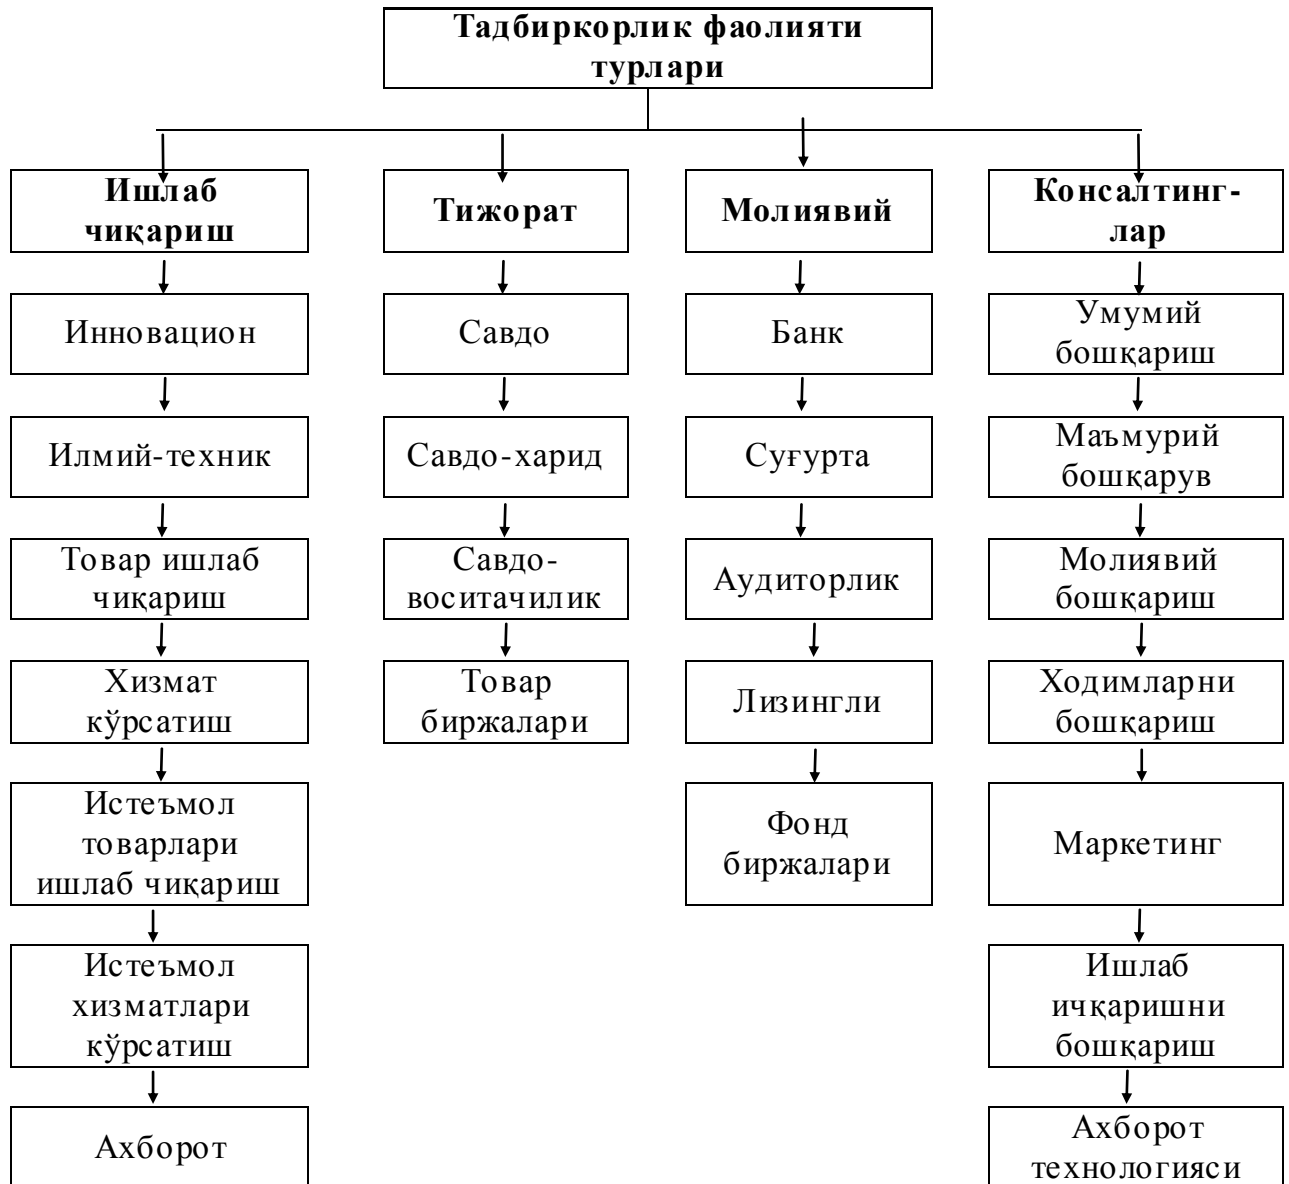 Тадбиркорлик фаолияти
турлари
Ишлаб
чиқариш
Тижорат
Молиявий
Консалтинг-
лар
Инновацион
Савдо
Банк
Умумий
бошқариш
Илмий-техник
Савдо-харид
Суғурта
Маъмурий
бошқарув
Товар ишлаб
чиқариш
Савдо-
воситачилик
Аудиторлик
Молиявий
бошқариш
Хизмат
кўрсатиш
Товар
биржалари
Лизингли
Ходимларни
бошқариш
Истеъмол
товарлари
ишлаб чиқариш
Фонд
биржалари
Маркетинг
Истеъмол
хизматлари
кўрсатиш
Ишлаб
ичқаришни
бошқариш
Ахборот
Ахборот
технологияси